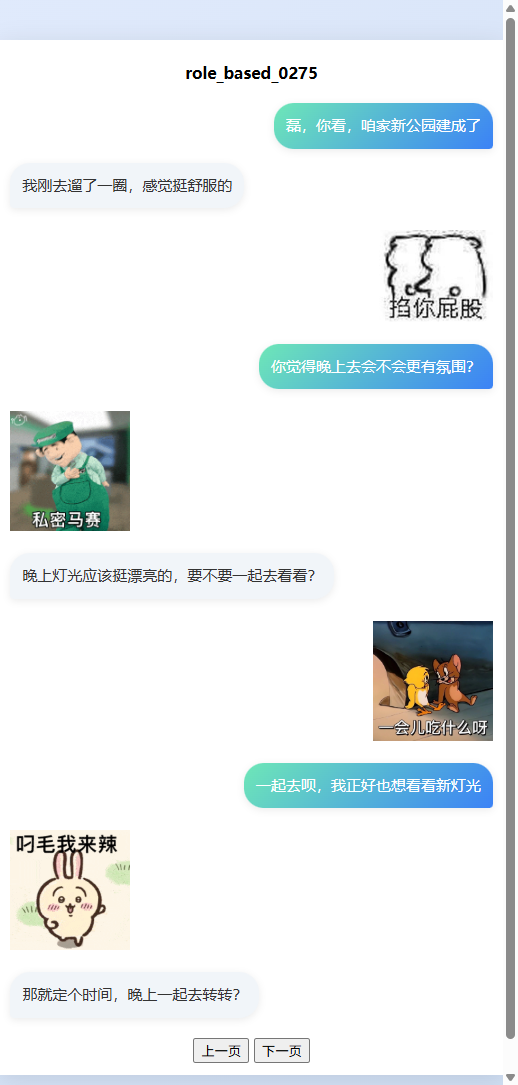 role_based_0275
磊，你看，咱家新公园建成了
我刚去遛了一圈，感觉挺舒服的
掐你屁股
你觉得晚上去会不会更有氛围？
私密马赛
晚上灯光应该挺漂亮的，要不要一起去看看？
一会儿吃什么呀
一起去呗，我正好也想看看新灯光
叼毛我来辣
那就定个时间，晚上一起去转转？
上一页 下一页